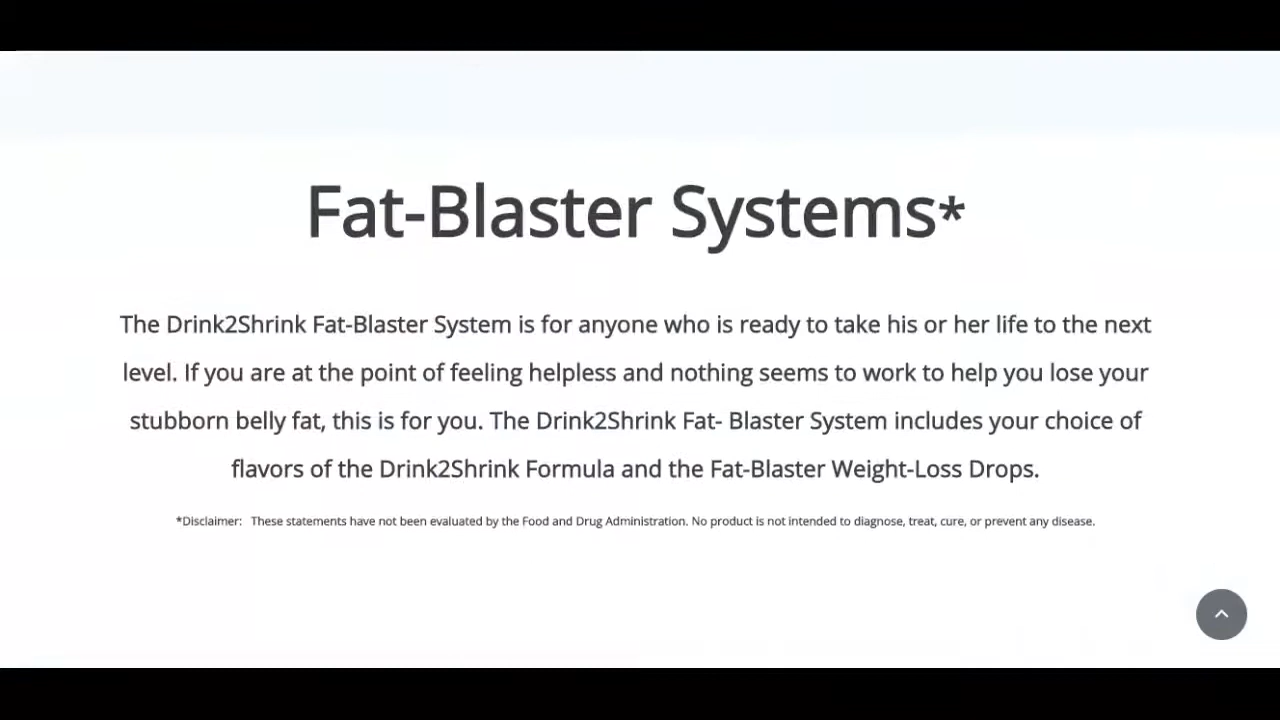 Fat-Blaster Systems*
The Drink2Shrink Fat-Blaster System is for anyone who is ready to take his or her life to the next
level. If you are at the point of feeling helpless and nothing seems to work to help you lose your
stubborn belly fat, this is for you. The Drink2Shrink Fat- Blaster System includes your choice of
flavors of the Drink2Shrink Formula and the Fat-Blaster Weight-Loss Drops.
*Disclaimer: These statements have not been evaluated by the Food and Drug Administration. No product is not intended to diagnose, treat, cure, or prevent any disease.